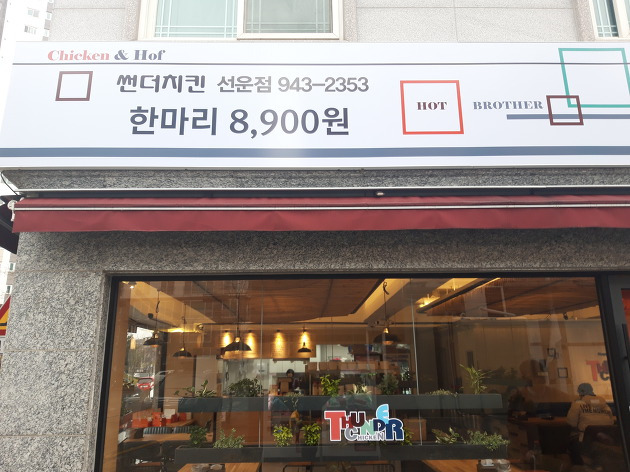 Chicken & Hof
썬더치킨 선운점 943-2353
한마리 8,900원
HOT BROTHER
THUNDER
CHICKEN